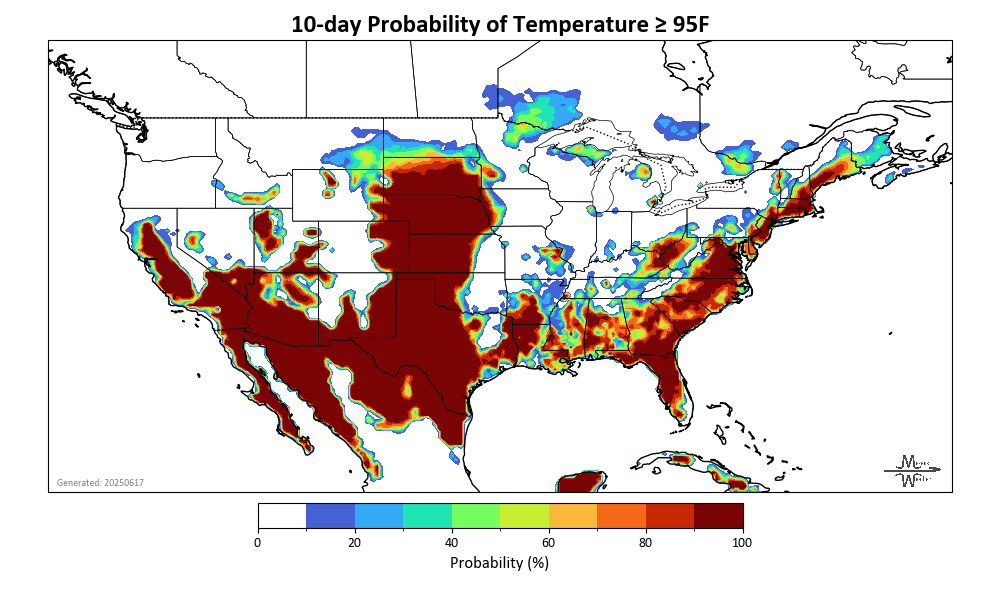 10-day Probability of Temperature ≥ 95F
Generated: 20250617
0 20 40 60 80 100
Probability (%)